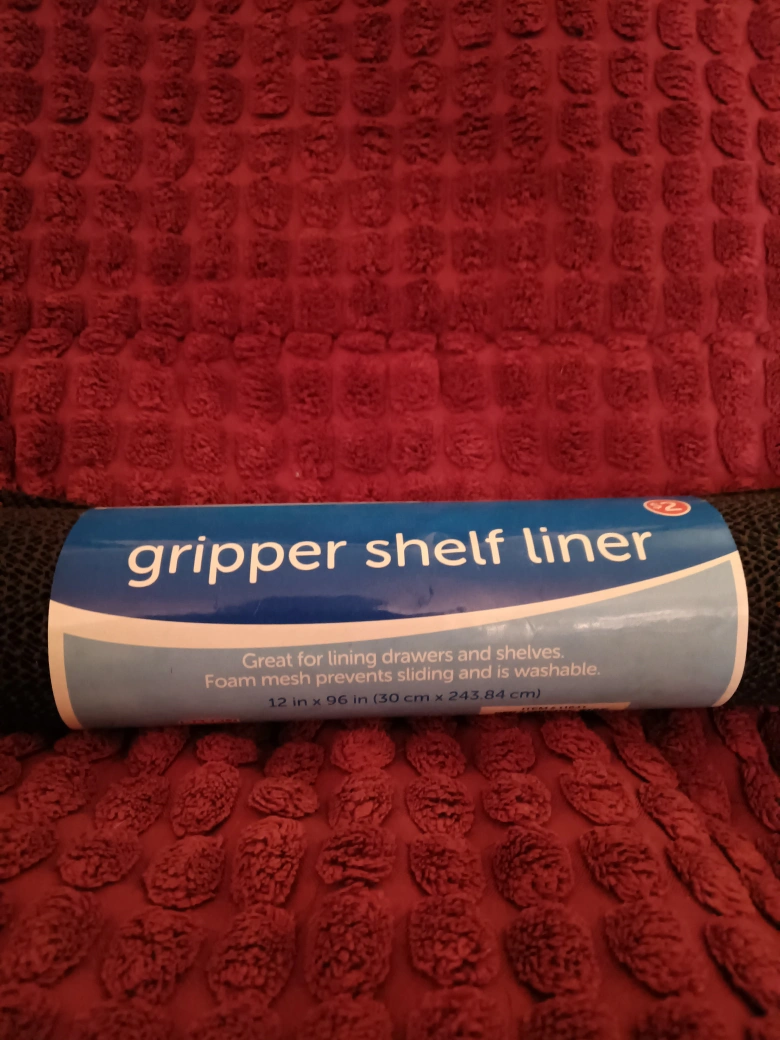 $2
gripper shelf liner
Great for lining drawers and shelves.
Foam mesh prevents sliding and is washable.
12 in x 96 in (30 cm x 243.84 cm)